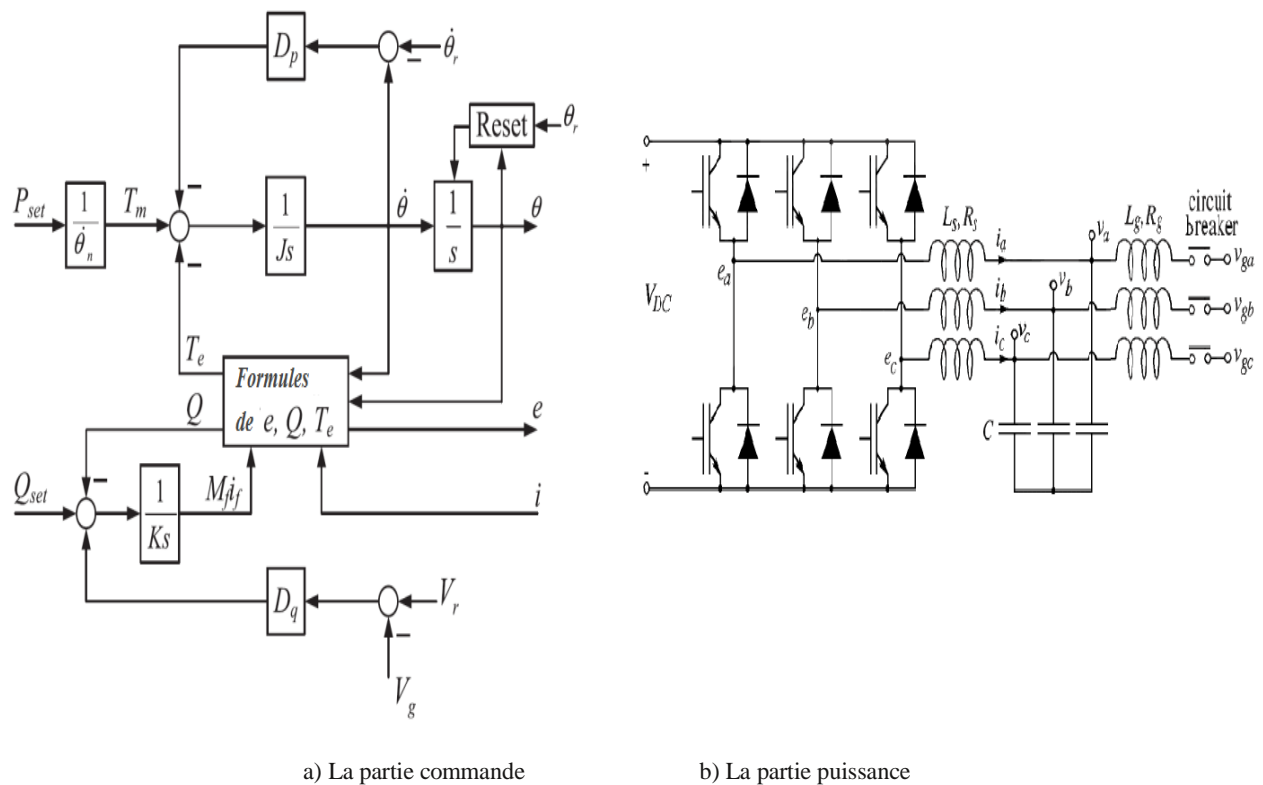 D_p
θ̇_r
Reset
θ_r
P_set
1
θ̇_n
T_m
1
Js
θ̇
1
s
θ
T_e
Formules
de e, Q, T_e
Q
e
Q_set
1
Ks
M_f i_f
i
D_q
V_r
V_g
a) La partie commande
+
-
V_DC
e_a
e_b
e_c
L_s, R_s
i_a
i_b
i_c
v_a
v_b
v_c
L_g, R_g
circuit
breaker
v_ga
v_gb
v_gc
C
b) La partie puissance